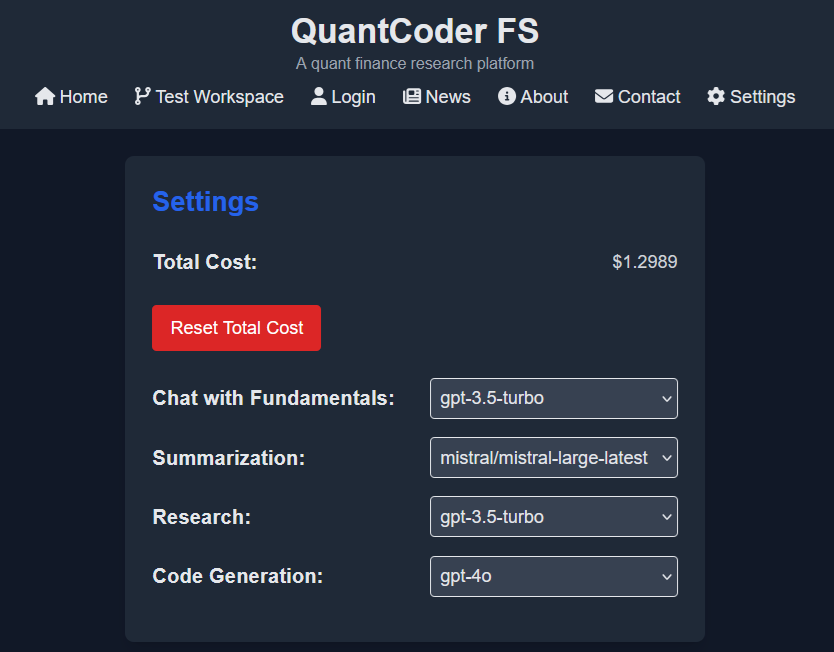 QuantCoder FS
A quant finance research platform
Home Test Workspace Login News About Contact Settings
Settings
Total Cost: $1.2989
Reset Total Cost
Chat with Fundamentals: gpt-3.5-turbo
Summarization: mistral/mistral-large-latest
Research: gpt-3.5-turbo
Code Generation: gpt-4o